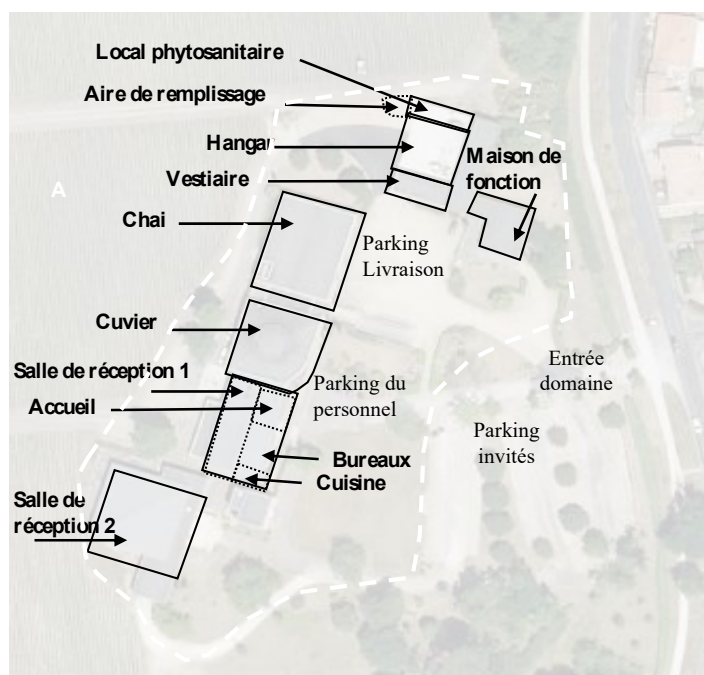 Local phytosanitaire
Aire de remplissage
Hangar
Maison de
fonction
Vestiaire
A
Chai
Parking
Livraison
Cuvier
Salle de réception 1
Entrée
domaine
Parking du
personnel
Accueil
Parking
invités
Bureaux
Cuisine
Salle de
réception 2